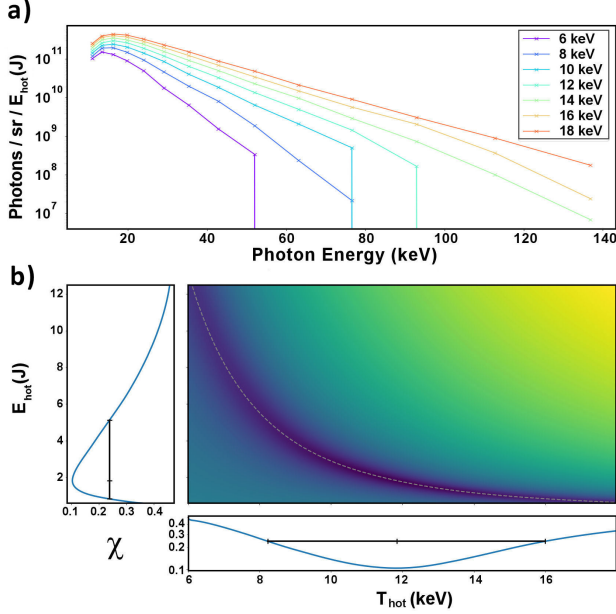 a)
Photons / sr / E_hot(J)
10^11
10^10
10^9
10^8
10^7
6 keV
8 keV
10 keV
12 keV
14 keV
16 keV
18 keV
20 40 60 80 100 120 140
Photon Energy (keV)
b)
E_hot(J)
12
10
8
6
4
2
0.1 0.2 0.3 0.4
χ
0.4
0.3
0.2
0.1
6 8 10 12 14 16
T_hot (keV)